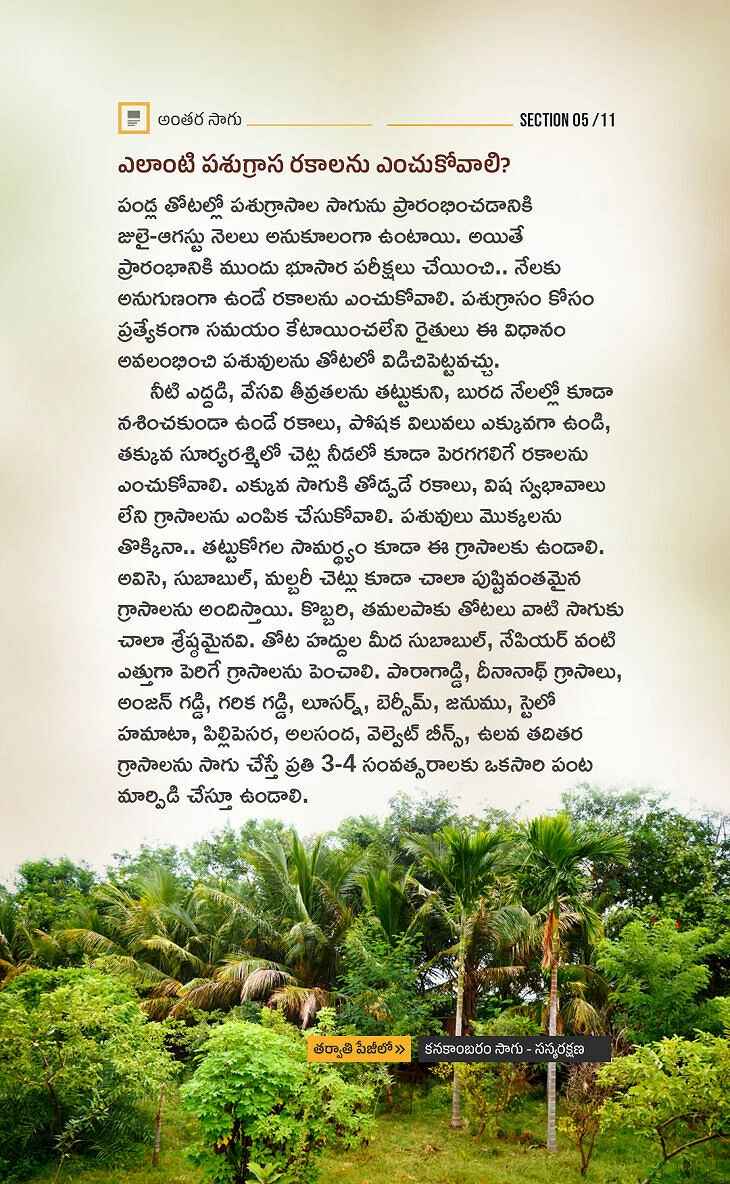 అంతర సాగు
SECTION 05 / 11
ఎలాంటి పశుగ్రాస రకాలను ఎంచుకోవాలి?
పండ్ల తోటల్లో పశుగ్రాసాల సాగును ప్రారంభించడానికి
జులై-ఆగస్టు నెలలు అనుకూలంగా ఉంటాయి. అయితే
ప్రారంభానికి ముందు భూసార పరీక్షలు చేయించి.. నేలకు
అనుగుణంగా ఉండే రకాలను ఎంచుకోవాలి. పశుగ్రాసం కోసం
ప్రత్యేకంగా సమయం కేటాయించలేని రైతులు ఈ విధానం
అవలంభించి పశువులను తోటలో విడిచిపెట్టవచ్చు.
నీటి ఎద్దడి, వేసవి తీవ్రతలను తట్టుకుని, బురద నేలల్లో కూడా
నశించకుండా ఉండే రకాలు, పోషక విలువలు ఎక్కువగా ఉండి,
తక్కువ సూర్యరశ్మిలో చెట్ల నీడలో కూడా పెరగగలిగే రకాలను
ఎంచుకోవాలి. ఎక్కువ సాగుకి తోడ్పడే రకాలు, విష స్వభావాలు
లేని గ్రాసాలను ఎంపిక చేసుకోవాలి. పశువులు మొక్కలను
తొక్కినా.. తట్టుకోగల సామర్థ్యం కూడా ఈ గ్రాసాలకు ఉండాలి.
అవిసె, సుబాబుల్, మల్బరీ చెట్లు కూడా చాలా పుష్టివంతమైన
గ్రాసాలను అందిస్తాయి. కొబ్బరి, తమలపాకు తోటలు వాటి సాగుకు
చాలా శ్రేష్ఠమైనవి. తోట హద్దుల మీద సుబాబుల్, నేపియర్ వంటి
ఎత్తుగా పెరిగే గ్రాసాలను పెంచాలి. పారాగాడ్డి, దీనానాథ్ గ్రాసాలు,
అంజన్ గడ్డి, గరిక గడ్డి, లూసర్న్, బెర్సీమ్, జనుము, స్టైలో
హమాటా, పిల్లిపెసర, అలసంద, వెల్వెట్ బీన్స్, ఉలవ తదితర
గ్రాసాలను సాగు చేస్తే ప్రతి 3-4 సంవత్సరాలకు ఒకసారి పంట
మార్పిడి చేస్తూ ఉండాలి.
తర్వాతి పేజీలో »
కనకాంబరం సాగు - సస్యరక్షణ